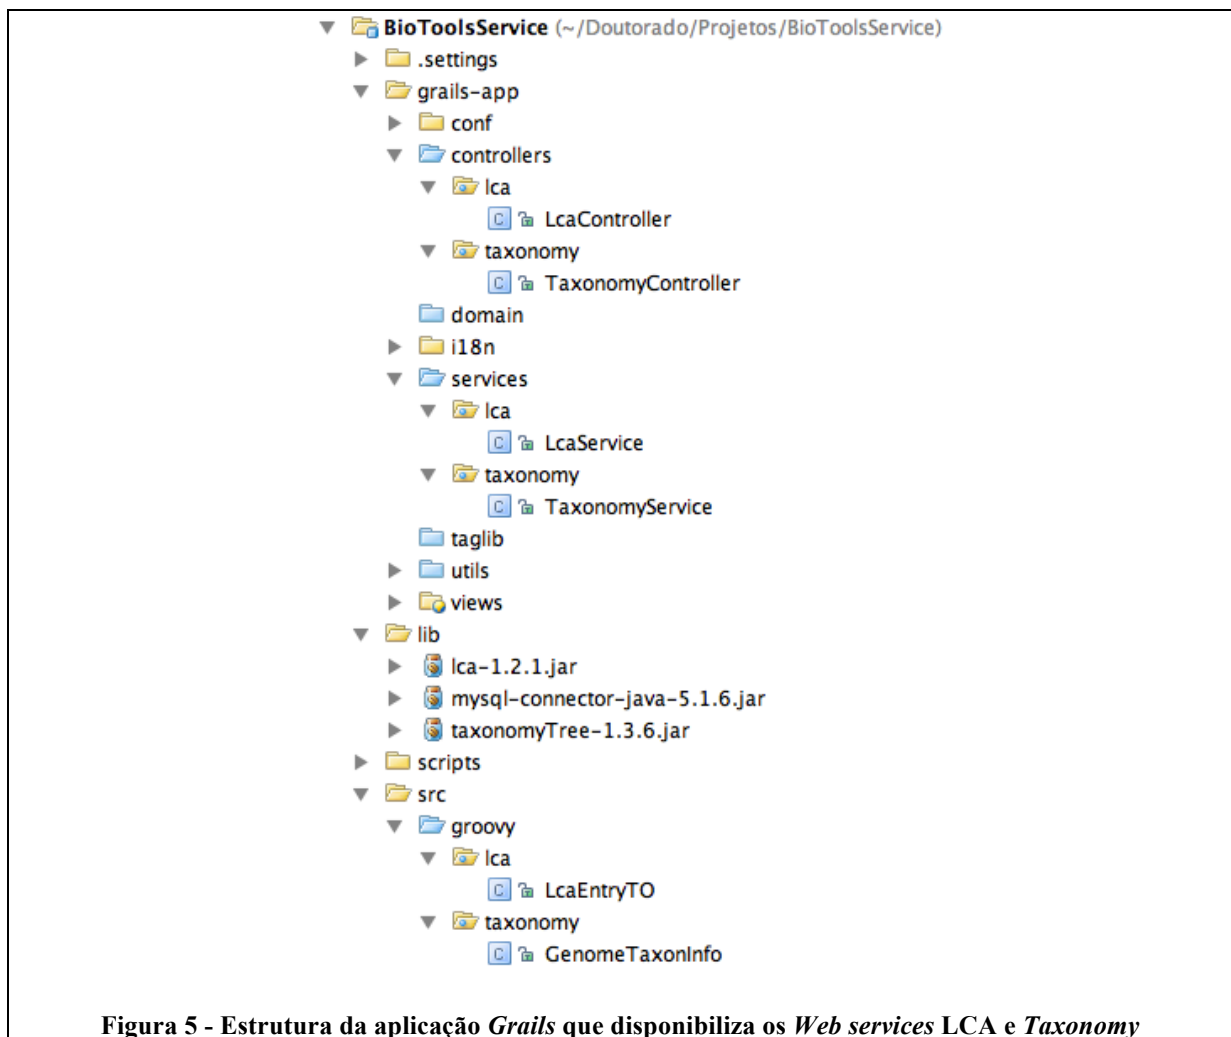 BioToolsService (~/Doutorado/Projetos/BioToolsService)
.settings
grails-app
conf
controllers
lca
LcaController
taxonomy
TaxonomyController
domain
i18n
services
lca
LcaService
taxonomy
TaxonomyService
taglib
utils
views
lib
lca-1.2.1.jar
mysql-connector-java-5.1.6.jar
taxonomyTree-1.3.6.jar
scripts
src
groovy
lca
LcaEntryTO
taxonomy
GenomeTaxonInfo
Figura 5 - Estrutura da aplicação Grails que disponibiliza os Web services LCA e Taxonomy